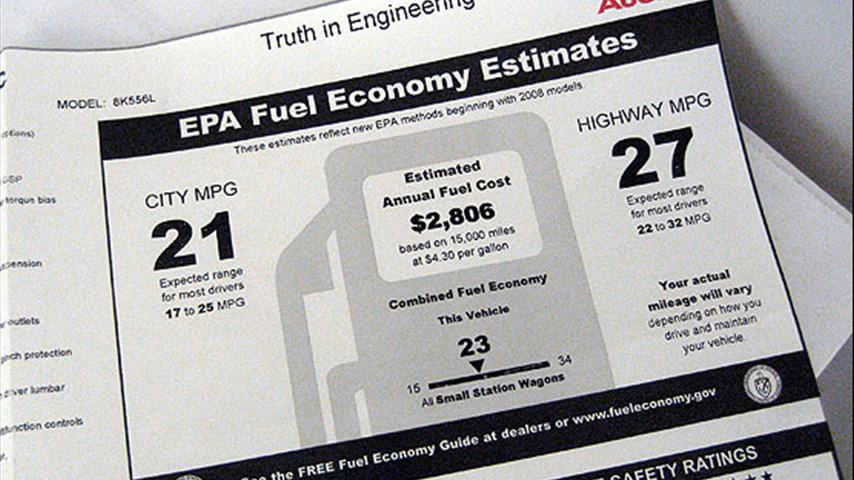 Truth in Engineering
MODEL: 8K556L
EPA Fuel Economy Estimates
These estimates reflect new EPA methods beginning with 2008 models.
CITY MPG
21
Expected range
for most drivers
17 to 25 MPG
Estimated
Annual Fuel Cost
$2,806
based on 15,000 miles
at $4.30 per gallon
Combined Fuel Economy
This Vehicle
23
15 34
All Small Station Wagons
HIGHWAY MPG
27
Expected range
for most drivers
22 to 32 MPG
Your actual
mileage will vary
depending on how you
drive and maintain
your vehicle.
the FREE Fuel Economy Guide at dealers or www.fueleconomy.gov
SAFETY RATINGS
torque bias
outlets
protection
lumbar
controls